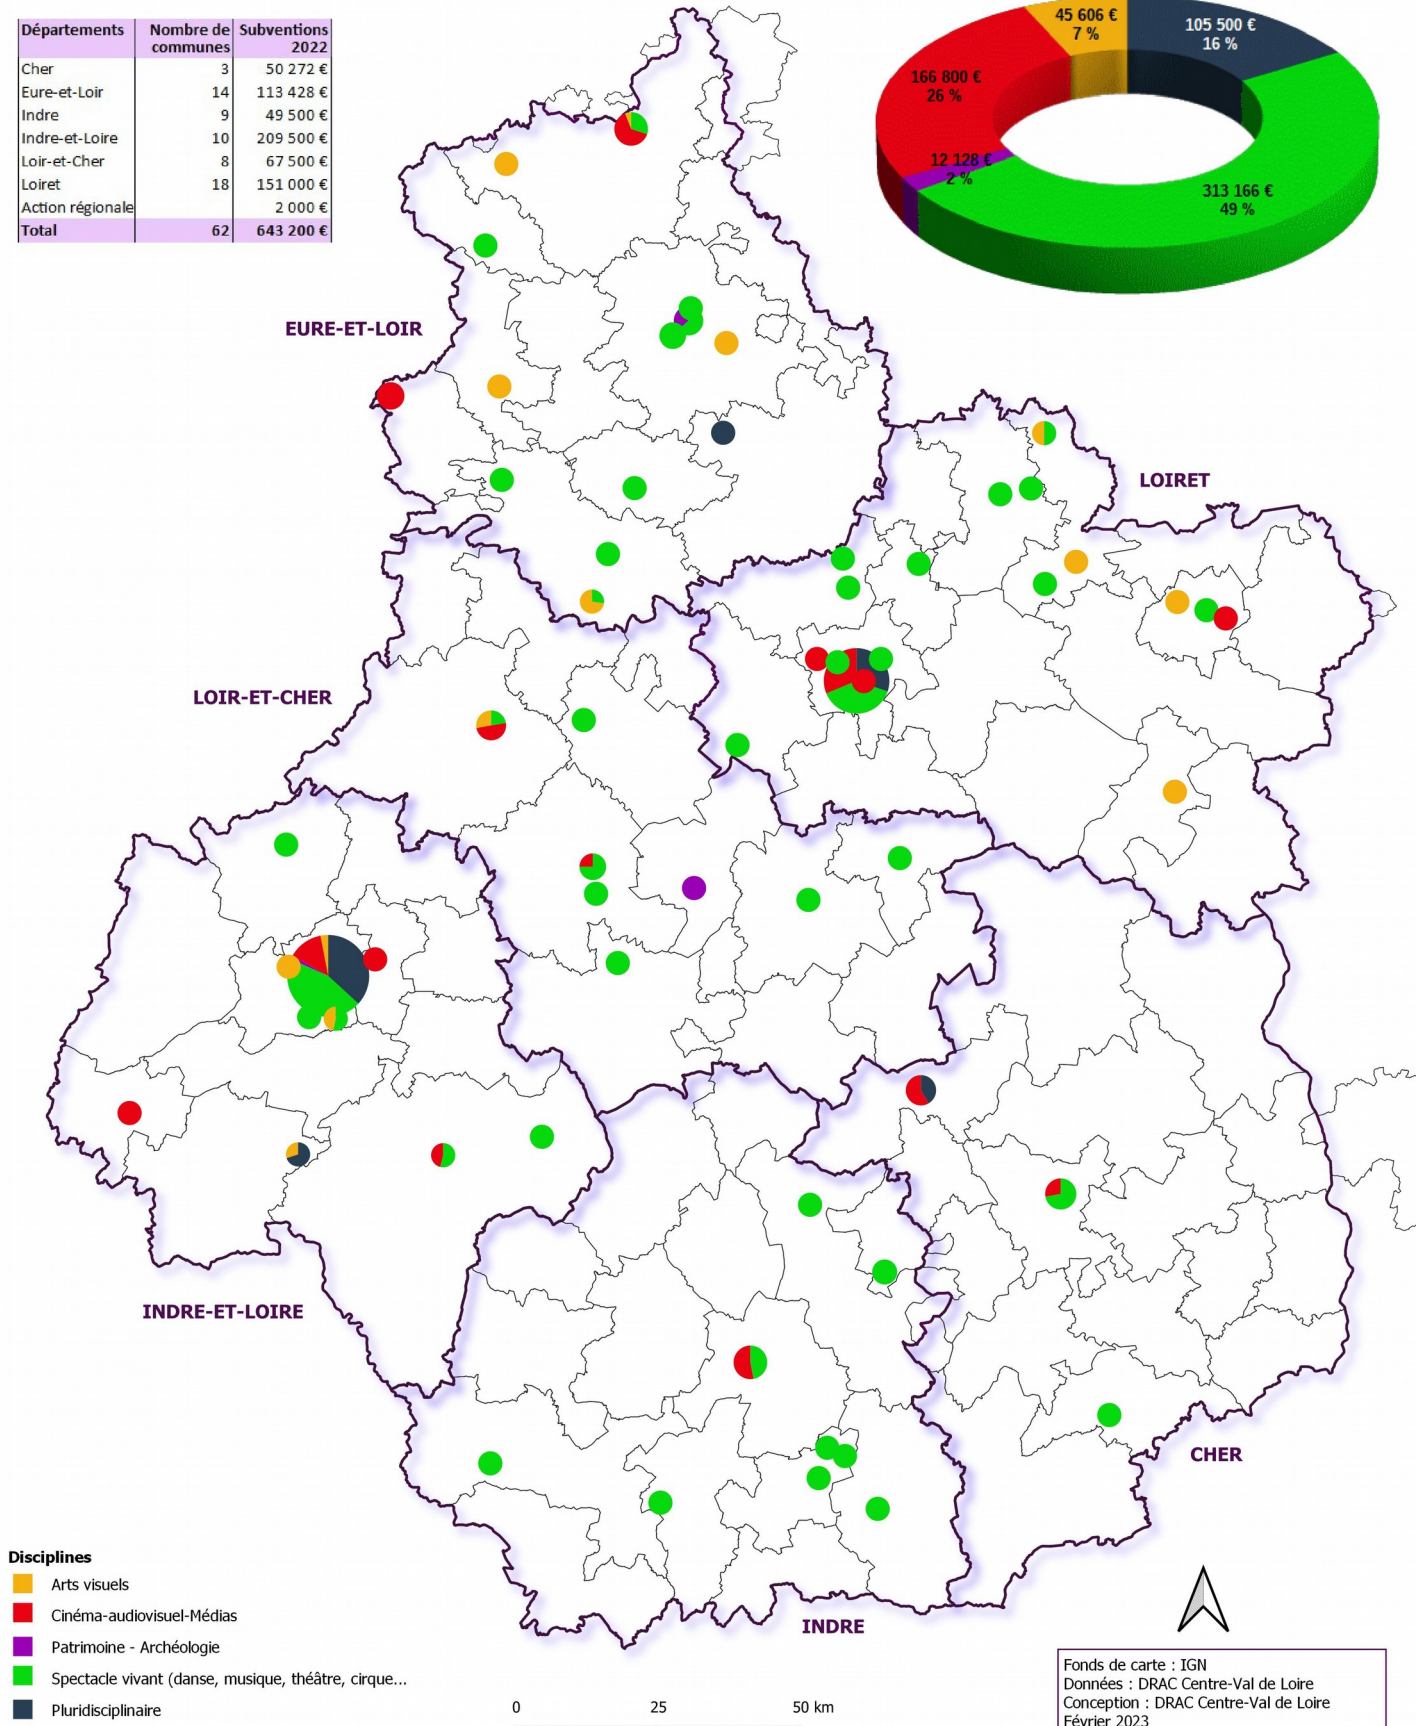 Départements Nombre de communes Subventions 2022
Cher 3 50 272 €
Eure-et-Loir 14 113 428 €
Indre 9 49 500 €
Indre-et-Loire 10 209 500 €
Loir-et-Cher 8 67 500 €
Loiret 18 151 000 €
Action régionale 2 000 €
Total 62 643 200 €
45 606 €
7 %
105 500 €
16 %
166 800 €
26 %
12 128 €
2 %
313 166 €
49 %
EURE-ET-LOIR
LOIRET
LOIR-ET-CHER
INDRE-ET-LOIRE
CHER
INDRE
Disciplines
Arts visuels
Cinéma-audiovisuel-Médias
Patrimoine - Archéologie
Spectacle vivant (danse, musique, théâtre, cirque...
Pluridisciplinaire
0 25 50 km
Fonds de carte : IGN
Données : DRAC Centre-Val de Loire
Conception : DRAC Centre-Val de Loire
Février 2023